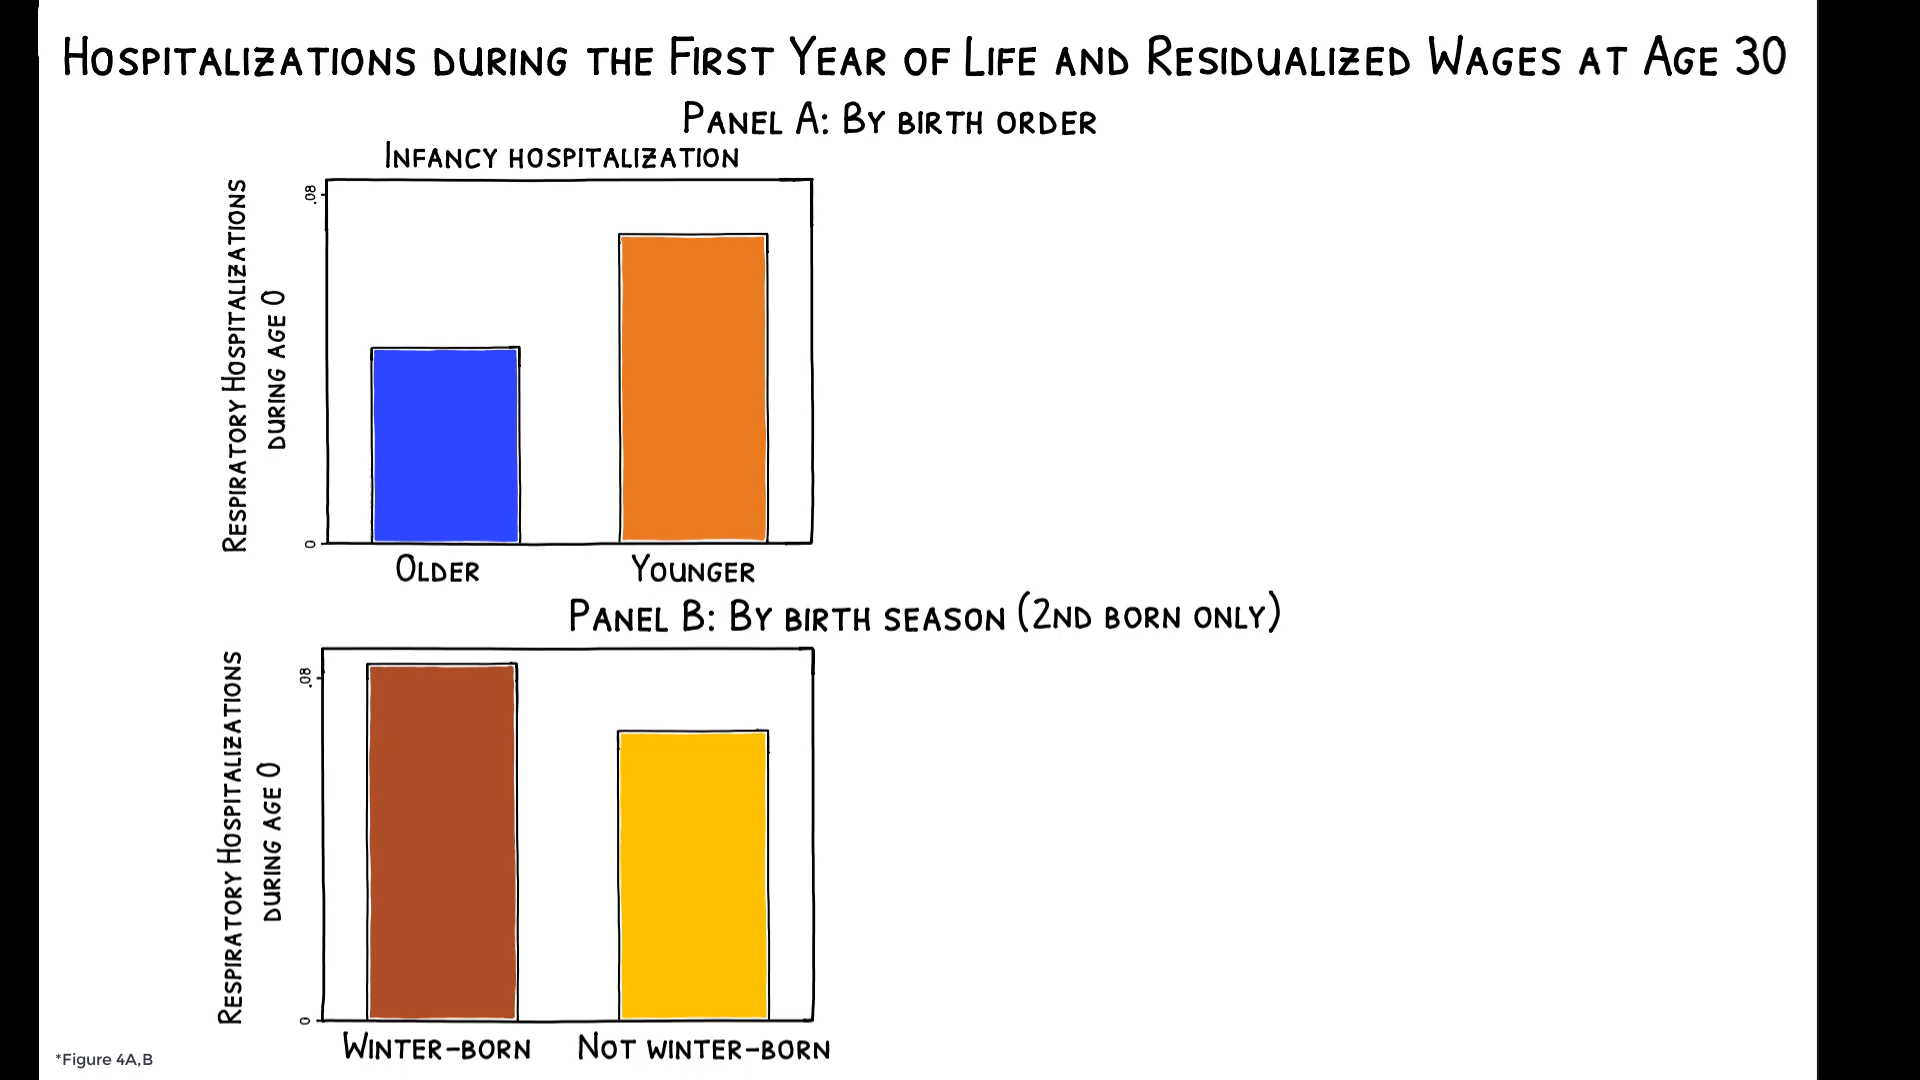 Hospitalizations during the First Year of Life and Residualized Wages at Age 30
Panel A: By birth order
Infancy hospitalization
Respiratory Hospitalizations
during age 0
.08
0
Older Younger
Panel B: By birth season (2nd born only)
Respiratory Hospitalizations
during age 0
.08
0
Winter-born Not winter-born
*Figure 4A,B